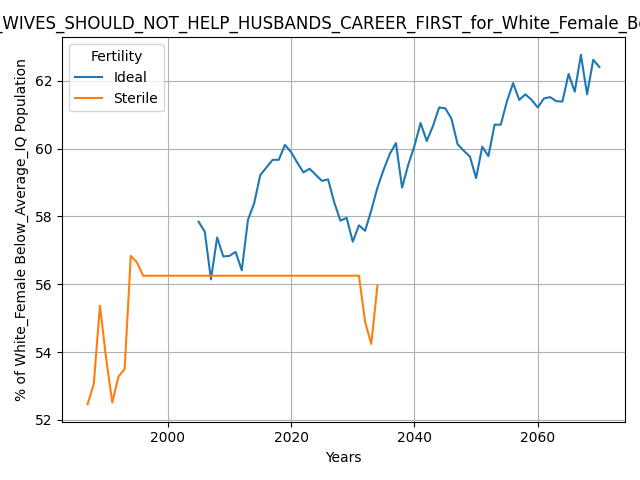 _WIVES_SHOULD_NOT_HELP_HUSBANDS_CAREER_FIRST_for_White_Female_Be
Fertility
Ideal
Sterile
% of White_Female Below_Average_IQ Population
62
60
58
56
54
52
2000 2020 2040 2060
Years